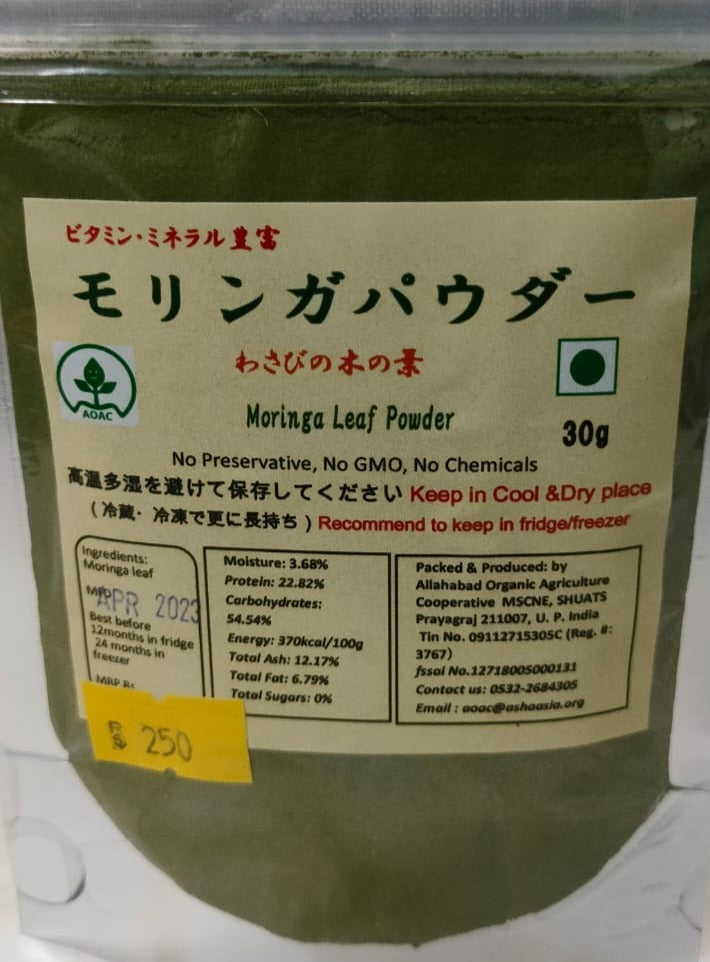 ビタミン・ミネラル豊富
モリンガパウダー
わさびの木の葉
AOAC
Moringa Leaf Powder
30g
No Preservative, No GMO, No Chemicals
高温多湿を避けて保存してください Keep in Cool &Dry place
(冷蔵・冷凍で更に長持ち) Recommend to keep in fridge/freezer
Ingredients:
Moringa leaf
MFD
APR 2023
Best before
12months in fridge
24 months in
freezer
MRP Rs
250
Moisture: 3.68%
Protein: 22.82%
Carbohydrates:
54.54%
Energy: 370kcal/100g
Total Ash: 12.17%
Total Fat: 6.79%
Total Sugars: 0%
Packed & Produced: by
Allahabad Organic Agriculture
Cooperative MSCNE, SHUATS
Prayagraj 211007, U. P. India
Tin No. 09112715305C (Reg. #:
3767)
fssai No.12718005000131
Contact us: 0532-2684305
Email : aoac@ashaasia.org